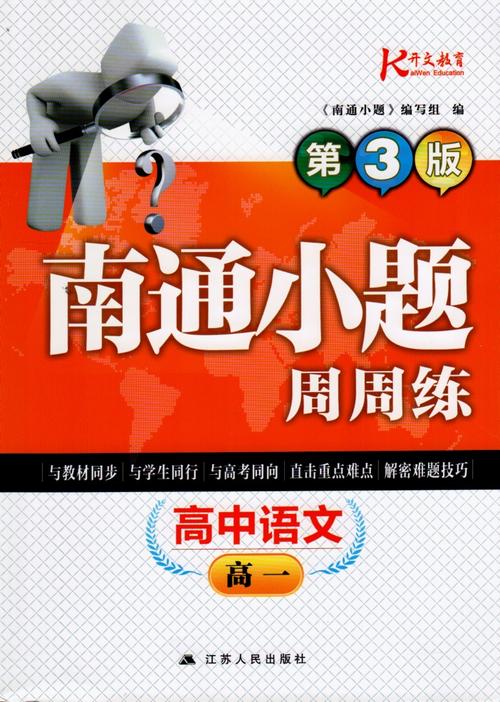 开文教育
KaiWen Education
《南通小题》编写组 编
第3版
南通小题
周周练
与教材同步 与学生同行 与高考同向 直击重点难点 解密难题技巧
高中语文
高一
江苏人民出版社